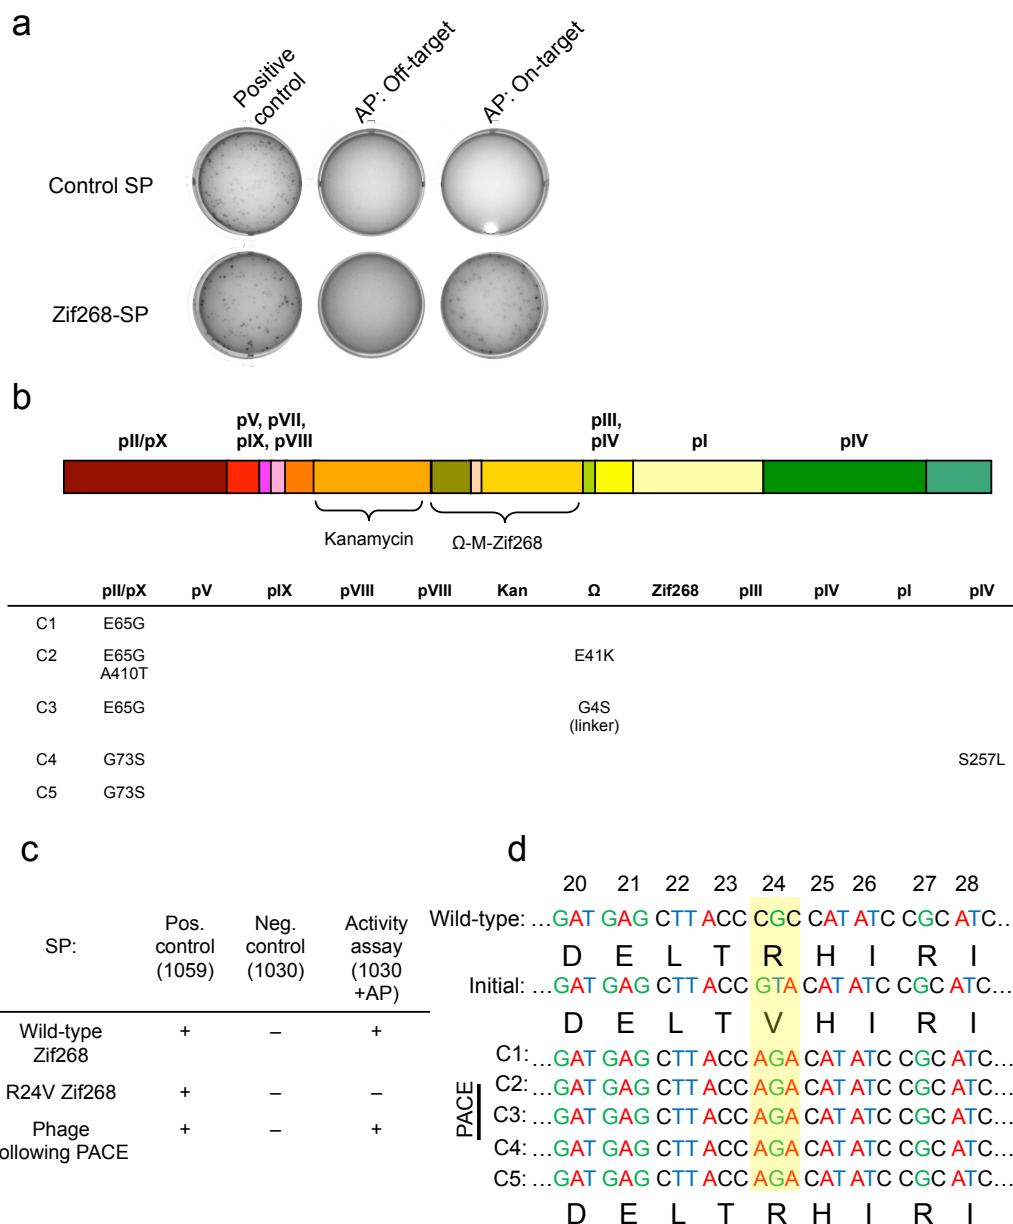 a
Positive
control
AP: Off-target
AP: On-target
Control SP
Zif268-SP
b
pII/pX
pV, pVII,
pIX, pVIII
pIII,
pIV
pI
pIV
Kanamycin
Ω-M-Zif268
pII/pX pV pIX pVIII pVIII Kan Ω Zif268 pIII pIV pI pIV
C1 E65G
C2 E65G E41K
A410T
C3 E65G G4S
(linker)
C4 G73S S257L
C5 G73S
c
SP:
Pos.
control
(1059)
Neg.
control
(1030)
Activity
assay
(1030
+AP)
Wild-type
Zif268
+ – +
R24V Zif268 + – –
Phage
ollowing PACE
+ – +
d
20 21 22 23 24 25 26 27 28
Wild-type: ...GAT GAG CTT ACC CGC CAT ATC CGC ATC...
D E L T R H I R I
Initial: ...GAT GAG CTT ACC GTA CAT ATC CGC ATC...
D E L T V H I R I
PACE
C1: ...GAT GAG CTT ACC AGA CAT ATC CGC ATC...
C2: ...GAT GAG CTT ACC AGA CAT ATC CGC ATC...
C3: ...GAT GAG CTT ACC AGA CAT ATC CGC ATC...
C4: ...GAT GAG CTT ACC AGA CAT ATC CGC ATC...
C5: ...GAT GAG CTT ACC AGA CAT ATC CGC ATC...
D E L T R H I R I